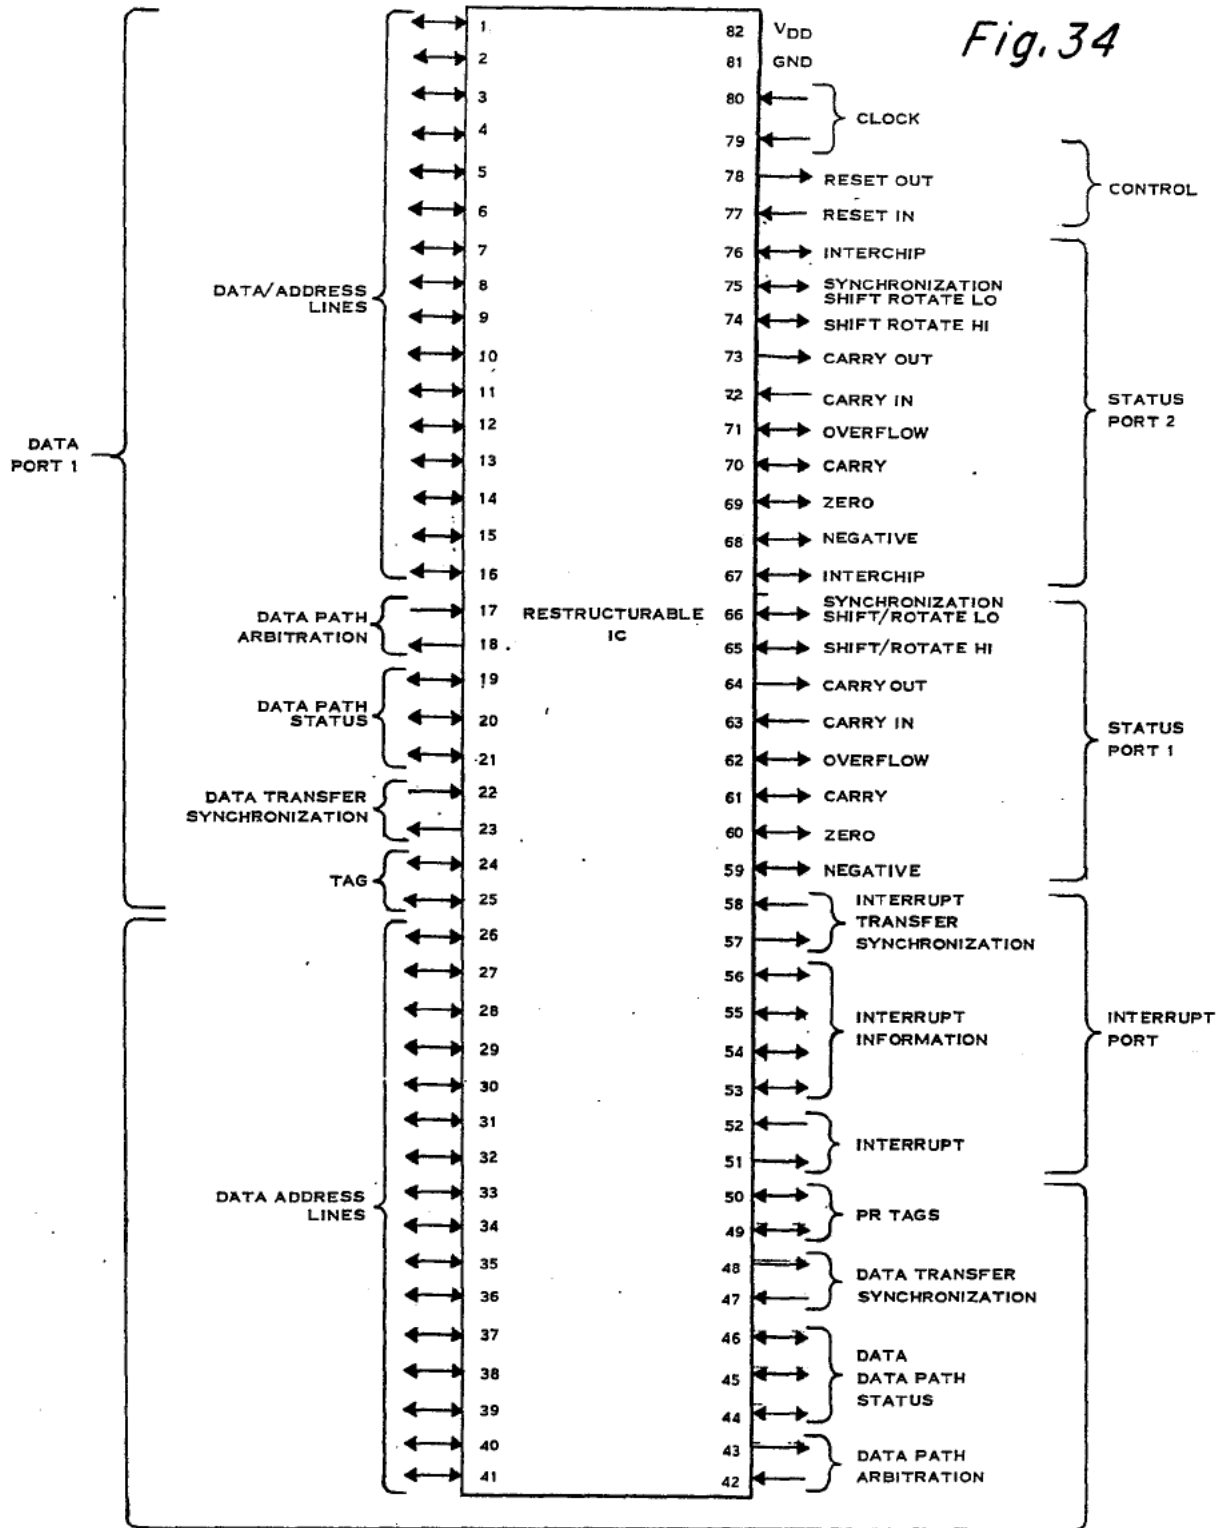 Fig. 34
DATA
PORT 1
DATA/ADDRESS
LINES
DATA PATH
ARBITRATION
DATA PATH
STATUS
DATA TRANSFER
SYNCHRONIZATION
TAG
DATA ADDRESS
LINES
1
2
3
4
5
6
7
8
9
10
11
12
13
14
15
16
17
18
19
20
21
22
23
24
25
26
27
28
29
30
31
32
33
34
35
36
37
38
39
40
41
RESTRUCTURABLE
IC
82 VDD
81 GND
80
79
CLOCK
78 RESET OUT
77 RESET IN
CONTROL
76 INTERCHIP
75 SYNCHRONIZATION
SHIFT ROTATE LO
74 SHIFT ROTATE HI
73 CARRY OUT
72 CARRY IN
71 OVERFLOW
70 CARRY
69 ZERO
68 NEGATIVE
STATUS
PORT 2
67 INTERCHIP
SYNCHRONIZATION
66 SHIFT/ROTATE LO
65 SHIFT/ROTATE HI
64 CARRY OUT
63 CARRY IN
62 OVERFLOW
61 CARRY
60 ZERO
59 NEGATIVE
STATUS
PORT 1
58
57
INTERRUPT
TRANSFER
SYNCHRONIZATION
56
55
54
53
INTERRUPT
INFORMATION
52
51
INTERRUPT
INTERRUPT
PORT
50
49
PR TAGS
48
47
DATA TRANSFER
SYNCHRONIZATION
46
45
44
DATA
DATA PATH
STATUS
43
42
DATA PATH
ARBITRATION